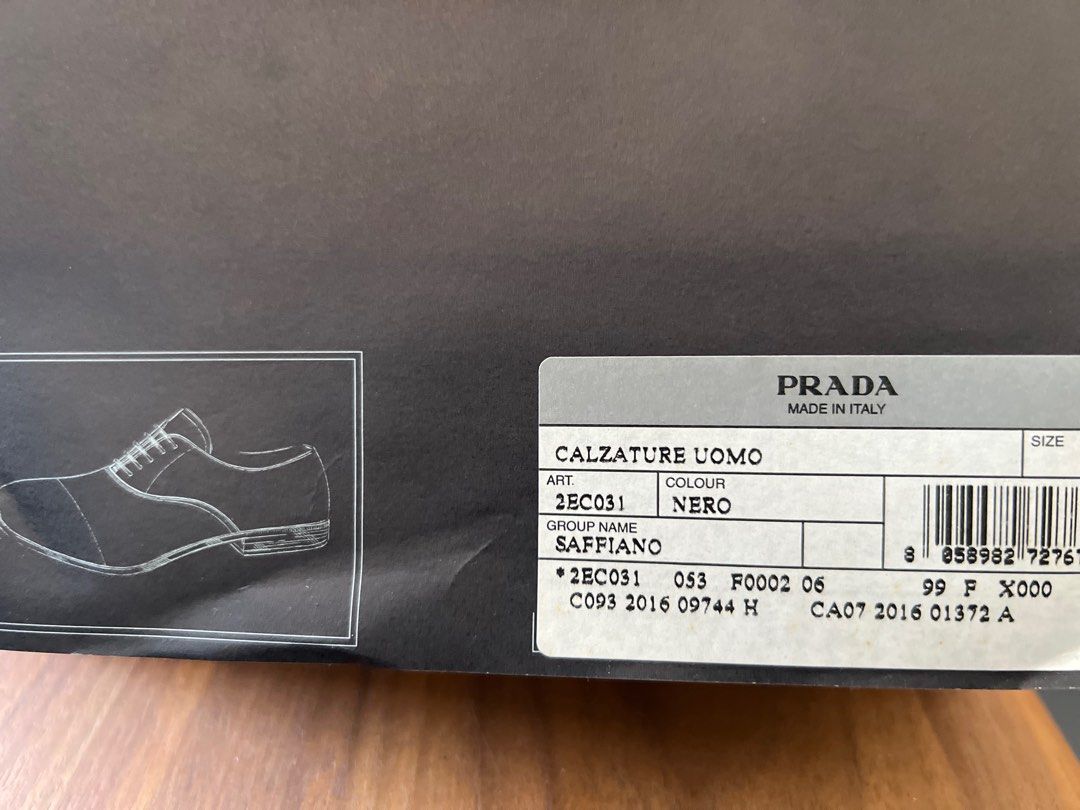 PRADA
MADE IN ITALY
CALZATURE UOMO
SIZE
ART.
2EC031
COLOUR
NERO
GROUP NAME
SAFFIANO
8 058982 72767
*2EC031 053 F0002 06 99 F X000
C093 2016 09744 H CA07 2016 01372 A